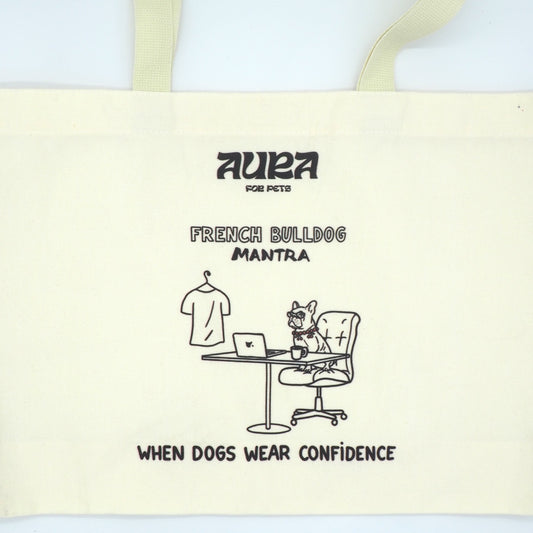 AURA
FOR PETS
FRENCH BULLDOG
MANTRA
WHEN DOGS WEAR CONFiDENCE